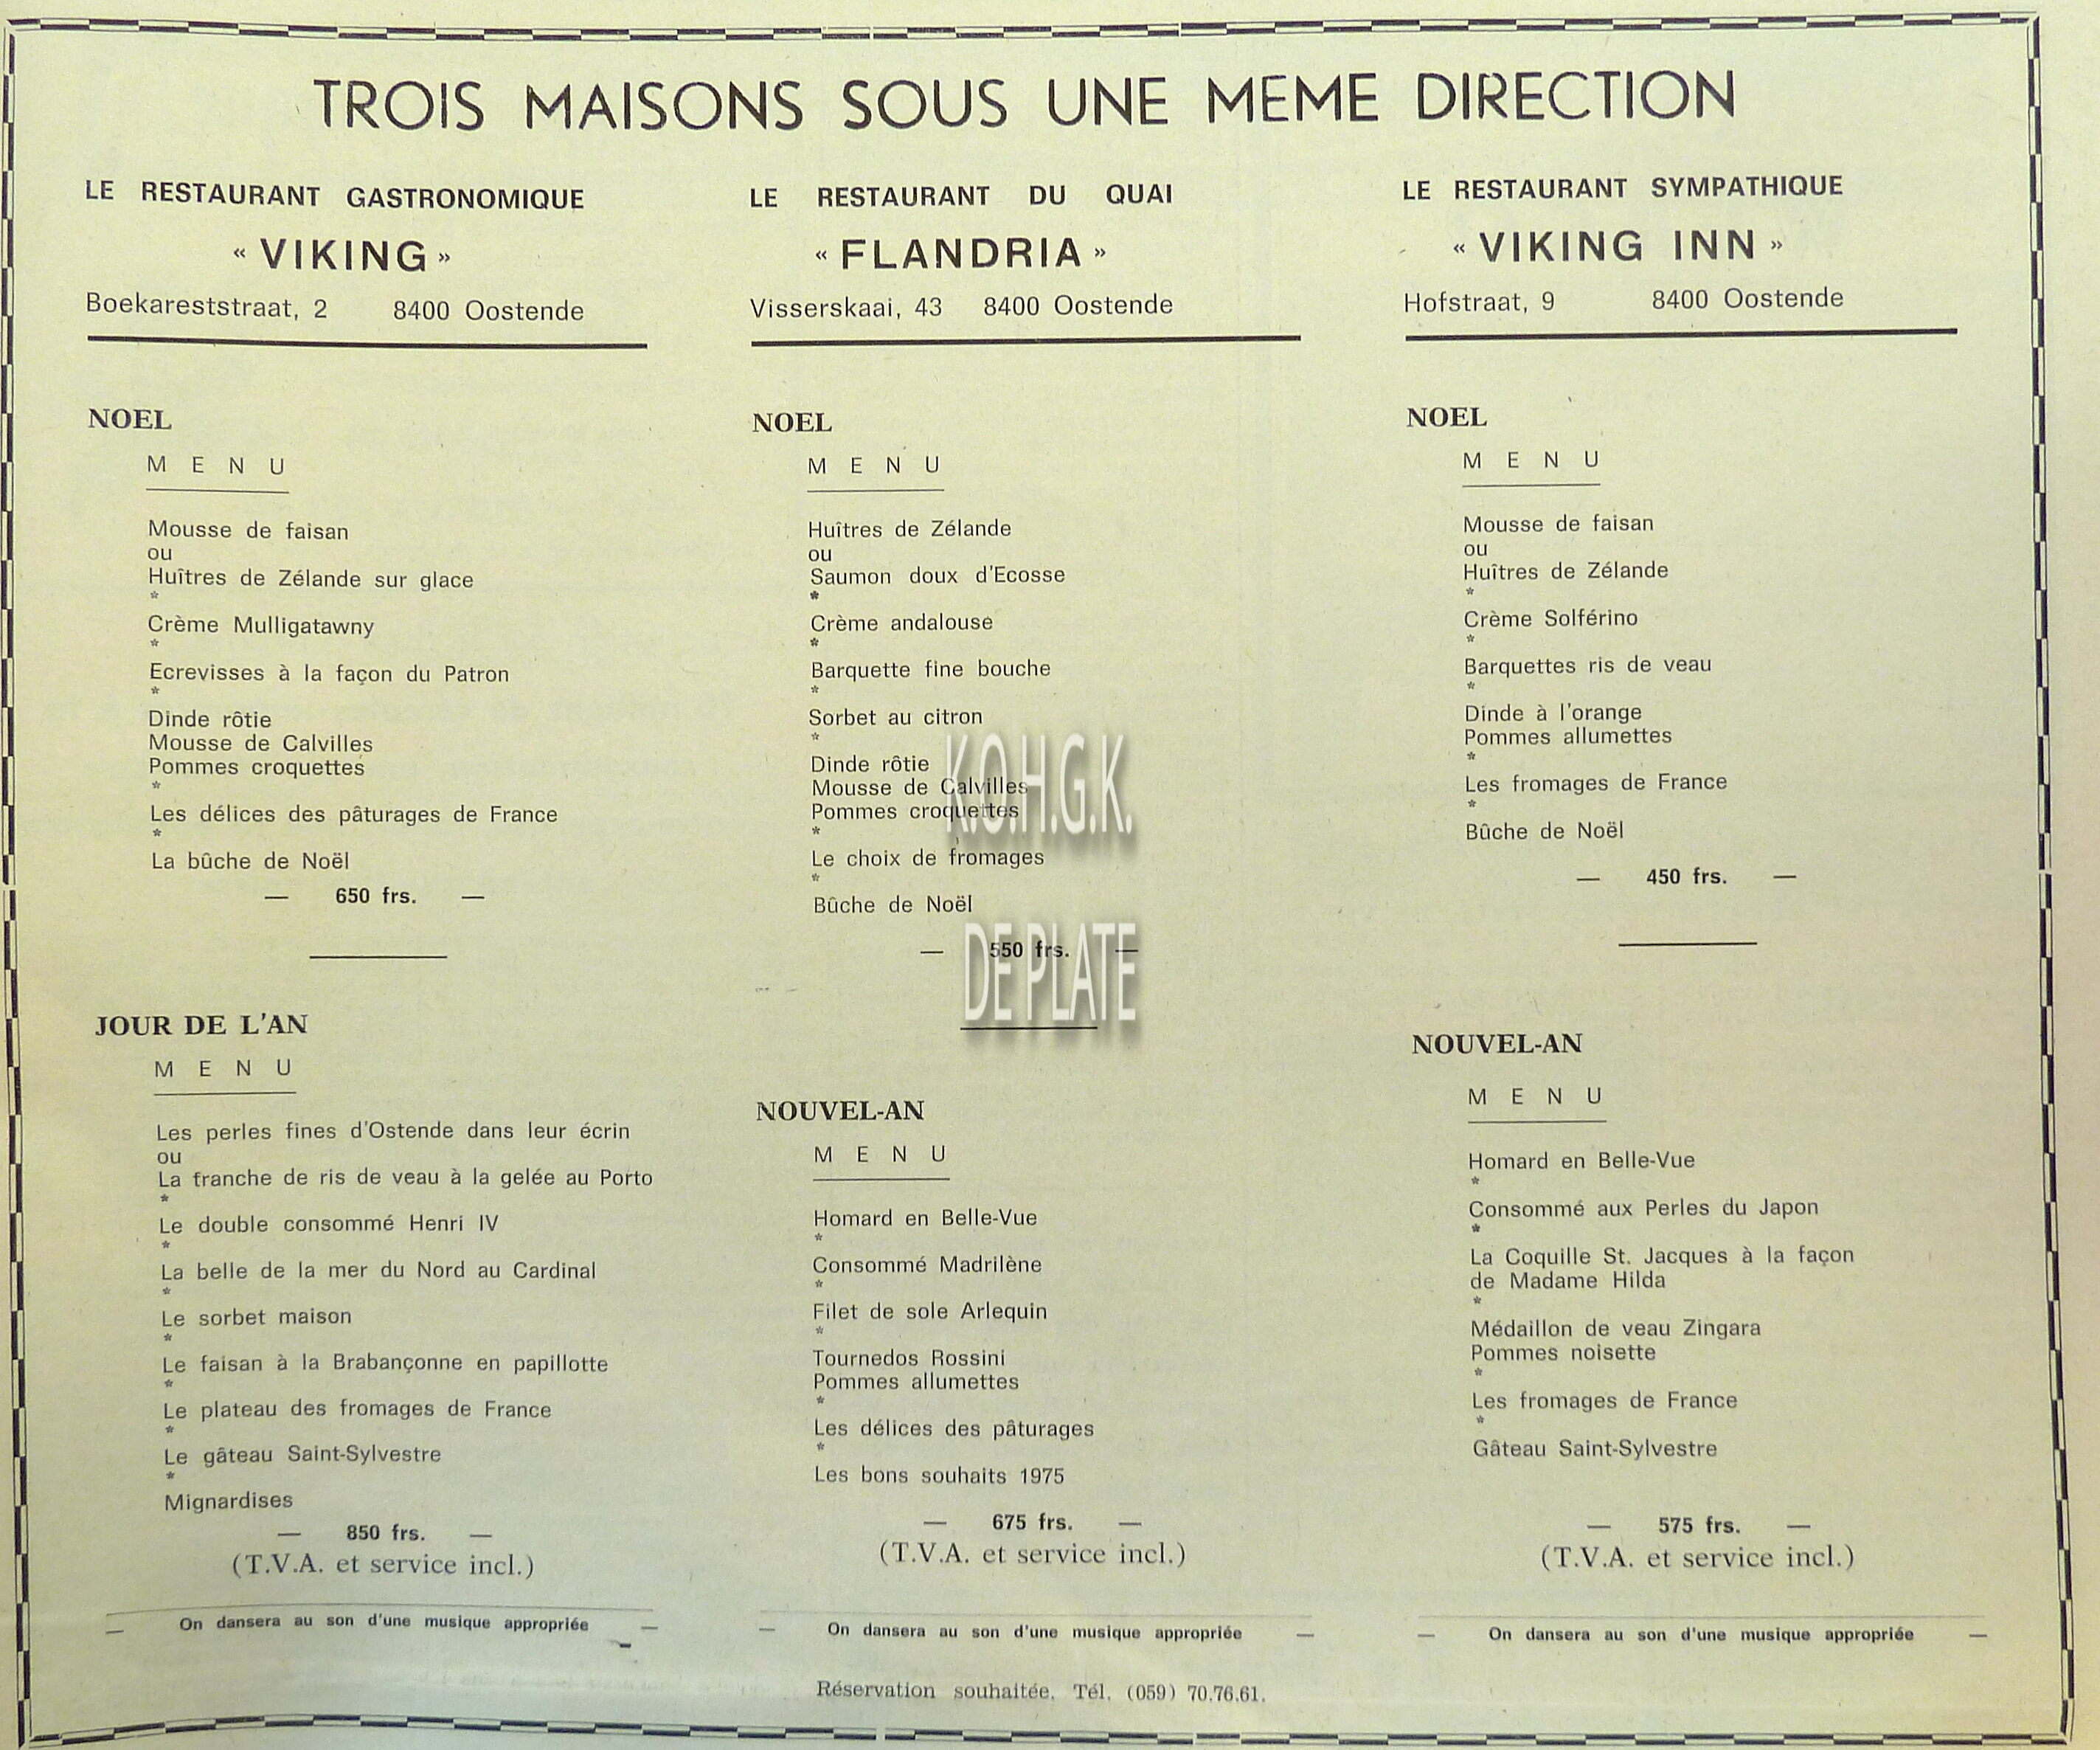 TROIS MAISONS SOUS UNE MEME DIRECTION
LE RESTAURANT GASTRONOMIQUE
« VIKING »
Boekareststraat, 2 8400 Oostende
NOEL
MENU
Mousse de faisan
ou
Huîtres de Zélande sur glace
*
Crème Mulligatawny
*
Ecrevisses à la façon du Patron
*
Dinde rôtie
Mousse de Calvilles
Pommes croquettes
*
Les délices des pâturages de France
*
La bûche de Noël
— 650 frs. —
JOUR DE L'AN
MENU
Les perles fines d'Ostende dans leur écrin
ou
La tranche de ris de veau à la gelée au Porto
*
Le double consommé Henri IV
*
La belle de la mer du Nord au Cardinal
*
Le sorbet maison
*
Le faisan à la Brabançonne en papillotte
*
Le plateau des fromages de France
*
Le gâteau Saint-Sylvestre
*
Mignardises
— 850 frs. —
(T.V.A. et service incl.)
— On dansera au son d'une musique appropriée —
LE RESTAURANT DU QUAI
« FLANDRIA »
Visserskaai, 43 8400 Oostende
NOEL
MENU
Huîtres de Zélande
ou
Saumon doux d'Ecosse
*
Crème andalouse
*
Barquette fine bouche
*
Sorbet au citron
*
Dinde rôtie
Mousse de Calvilles
Pommes croquettes
*
Le choix de fromages
*
Bûche de Noël
— 550 frs. —
K.O.H.G.K.
DE PLATE
NOUVEL-AN
MENU
Homard en Belle-Vue
*
Consommé Madrilène
*
Filet de sole Arlequin
*
Tournedos Rossini
Pommes allumettes
*
Les délices des pâturages
*
Les bons souhaits 1975
— 675 frs. —
(T.V.A. et service incl.)
— On dansera au son d'une musique appropriée —
LE RESTAURANT SYMPATHIQUE
« VIKING INN »
Hofstraat, 9 8400 Oostende
NOEL
MENU
Mousse de faisan
ou
Huîtres de Zélande
*
Crème Solférino
*
Barquettes ris de veau
*
Dinde à l'orange
Pommes allumettes
*
Les fromages de France
*
Bûche de Noël
— 450 frs. —
NOUVEL-AN
MENU
Homard en Belle-Vue
*
Consommé aux Perles du Japon
*
La Coquille St. Jacques à la façon
de Madame Hilda
*
Médaillon de veau Zingara
Pommes noisette
*
Les fromages de France
*
Gâteau Saint-Sylvestre
— 575 frs. —
(T.V.A. et service incl.)
— On dansera au son d'une musique appropriée —
Réservation souhaitée. Tél. (059) 70.76.61.